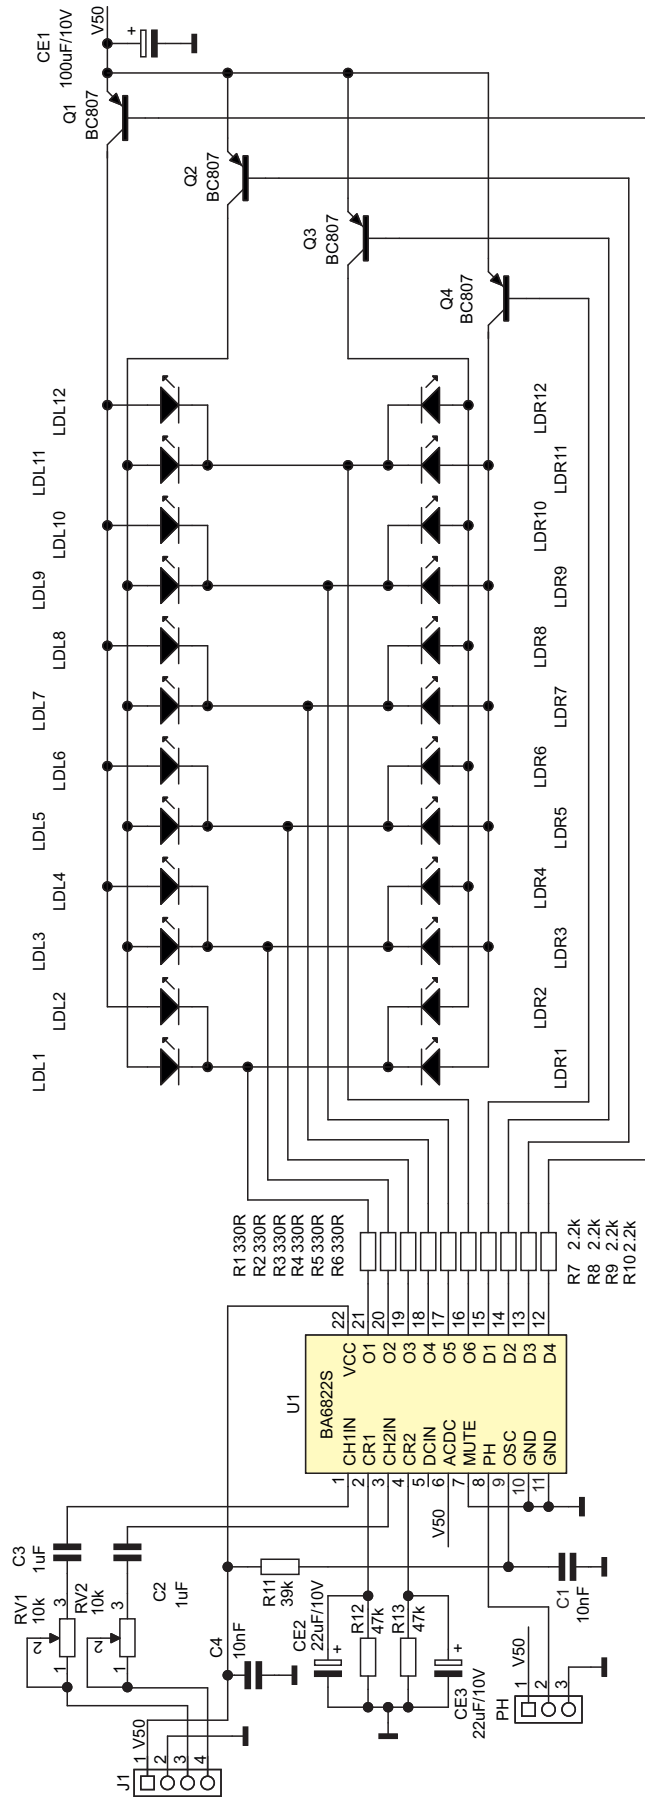 V50
CE1
100uF/10V
+
Q1
BC807
Q2
BC807
Q3
BC807
Q4
BC807
LDL12
LDL11
LDL10
LDL9
LDL8
LDL7
LDL6
LDL5
LDL4
LDL3
LDL2
LDL1
LDR12
LDR11
LDR10
LDR9
LDR8
LDR7
LDR6
LDR5
LDR4
LDR3
LDR2
LDR1
R1 330R
R2 330R
R3 330R
R4 330R
R5 330R
R6 330R
R7 2.2k
R8 2.2k
R9 2.2k
R10 2.2k
U1
BA6822S
1 CH1IN
2 CR1
3 CH2IN
4 CR2
5 DCIN
6 ACDC
7 MUTE
8 PH
9 OSC
10 GND
11 GND
VCC 22
O1 21
O2 20
O3 19
O4 18
O5 17
O6 16
D1 15
D2 14
D3 13
D4 12
V50
C3
1uF
C2
1uF
RV1
10k
1
2
3
RV2
10k
1
2
3
R11
39k
C4
10nF
C1
10nF
CE2
22uF/10V
+
R12
47k
R13
47k
CE3
22uF/10V
+
J1
1 V50
2
3
4
PH
1 V50
2
3